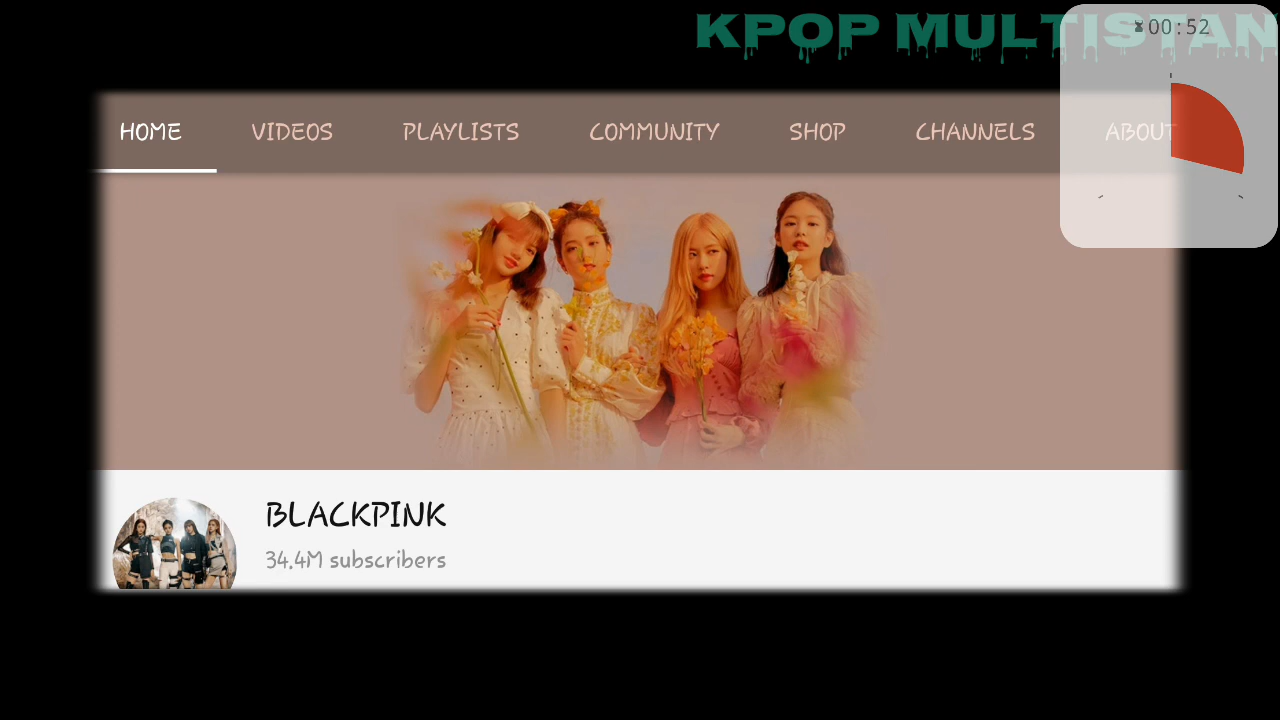 KPOP MULTISTAN
00:52
HOME VIDEOS PLAYLISTS COMMUNITY SHOP CHANNELS ABOUT
BLACKPINK
34.4M subscribers